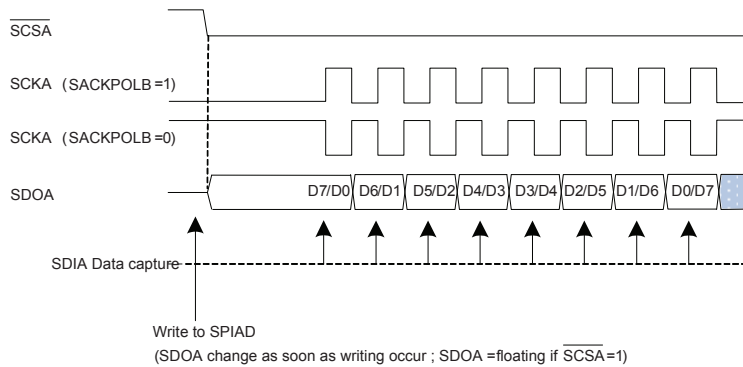 SCSA
SCKA (SACKPOLB=1)
SCKA (SACKPOLB=0)
SDOA D7/D0 D6/D1 D5/D2 D4/D3 D3/D4 D2/D5 D1/D6 D0/D7
SDIA Data capture
Write to SPIAD
(SDOA change as soon as writing occur ; SDOA =floating if SCSA=1)